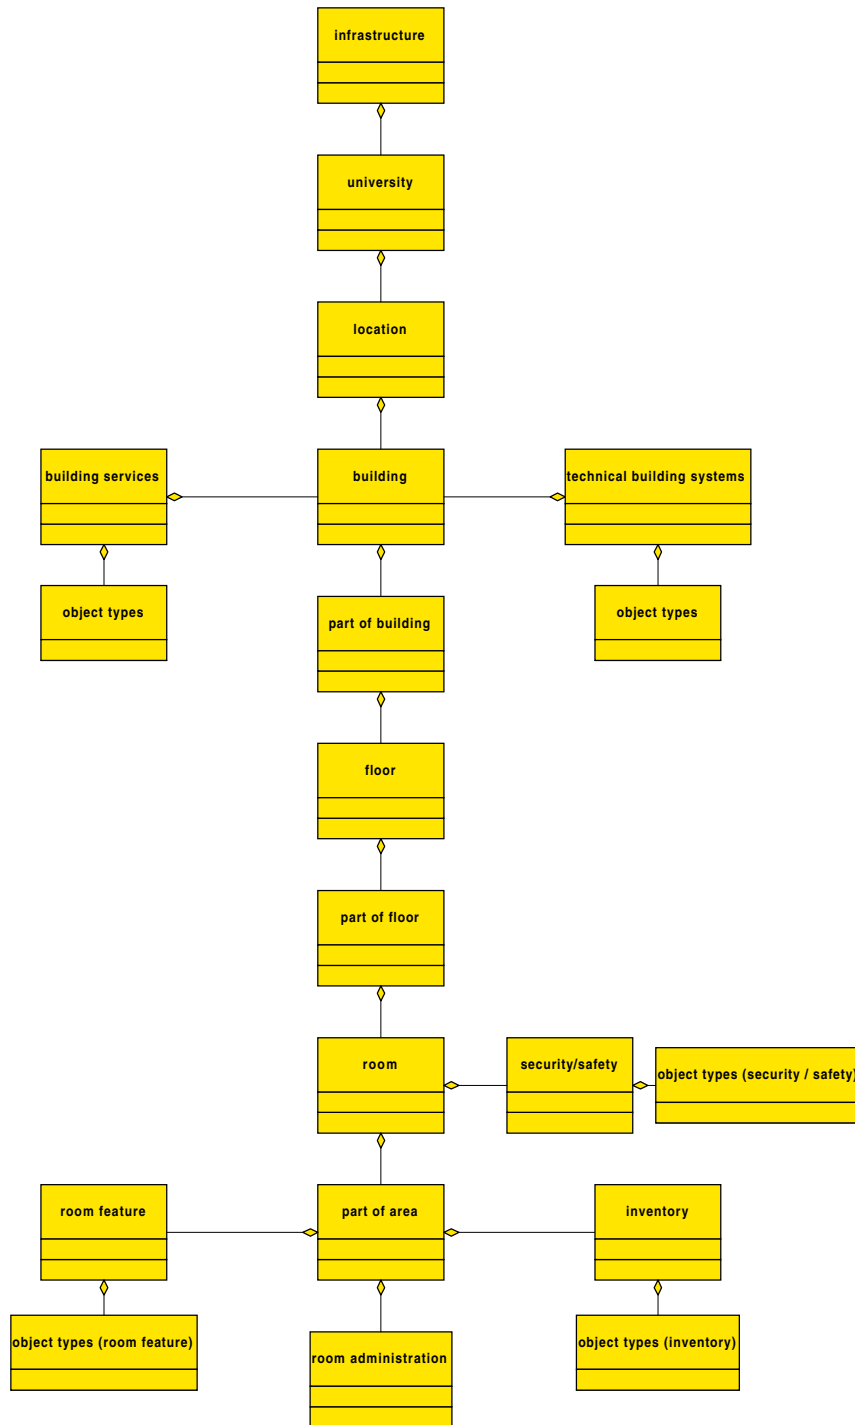 infrastructure
university
location
building services
building
technical building systems
object types
part of building
object types
floor
part of floor
room
security/safety
object types (security / safety)
room feature
part of area
inventory
object types (room feature)
room administration
object types (inventory)